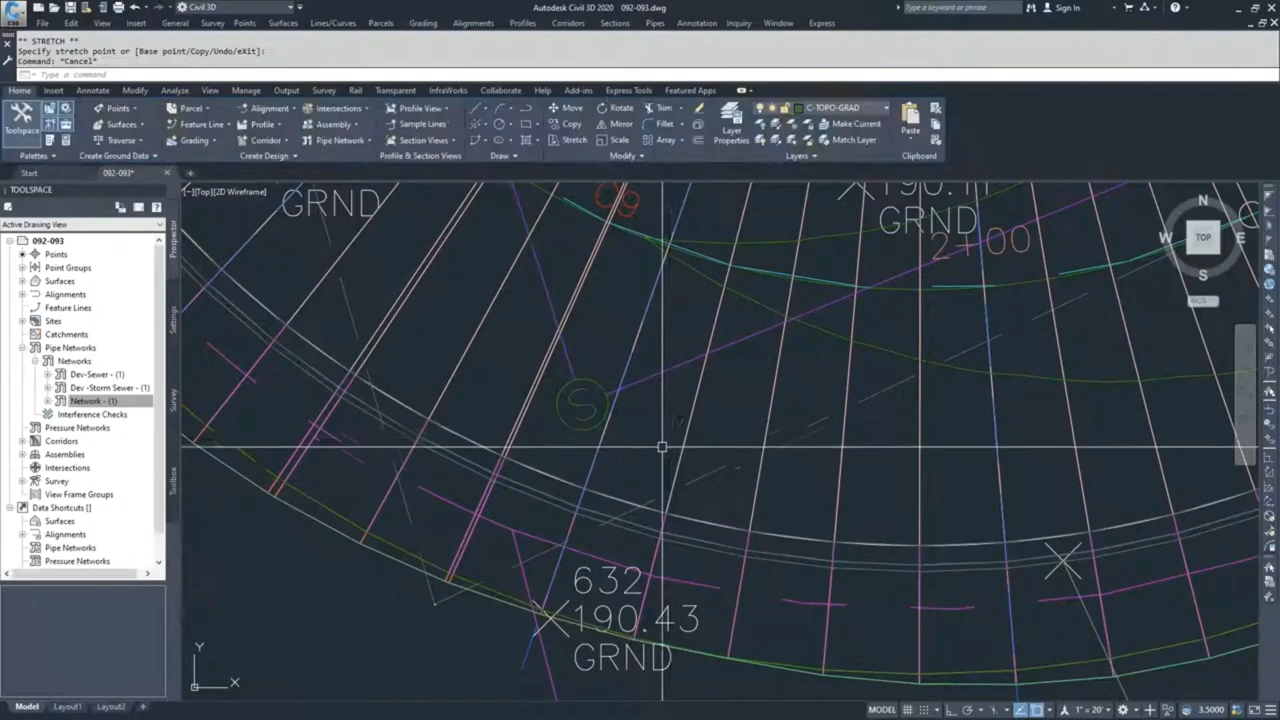 C3D
Civil 3D
Autodesk Civil 3D 2020 092-093.dwg
Type a keyword or phrase
Sign In
File Edit View Insert General Survey Points Surfaces Lines/Curves Parcels Grading Alignments Profiles Corridors Sections Pipes Annotation Inquiry Window Express
** STRETCH **
Specify stretch point or [Base point/Copy/Undo/eXit]:
Command: *Cancel*
Type a command
Home Insert Annotate Modify Analyze View Manage Output Survey Rail Transparent InfraWorks Collaborate Help Add-ins Express Tools Featured Apps
Toolspace
Palettes
Points Parcel
Surfaces Feature Line
Traverse Grading
Create Ground Data
Alignment Intersections
Profile Assembly
Corridor Pipe Network
Create Design
Profile View
Sample Lines
Section Views
Profile & Section Views
Draw
Move Rotate Trim
Copy Mirror Fillet
Stretch Scale Array
Modify
Layer Properties
C-TOPO-GRAD
Make Current
Match Layer
Layers
Paste
Clipboard
Start 092-093*
[−][Top][2D Wireframe]
TOOLSPACE
Active Drawing View
092-093
Points
Point Groups
Surfaces
Alignments
Feature Lines
Sites
Catchments
Pipe Networks
Networks
Dev-Sewer - (1)
Dev -Storm Sewer - (1)
Network - (1)
Interference Checks
Pressure Networks
Corridors
Assemblies
Intersections
Survey
View Frame Groups
Data Shortcuts []
Surfaces
Alignments
Pipe Networks
Pressure Networks
Prospector
Settings
Survey
Toolbox
GRND
GRND
2+00
S
632
190.43
GRND
N
W TOP E
S
WCS
Y
X
Model Layout1 Layout2 +
MODEL 1" = 20' 3.5000